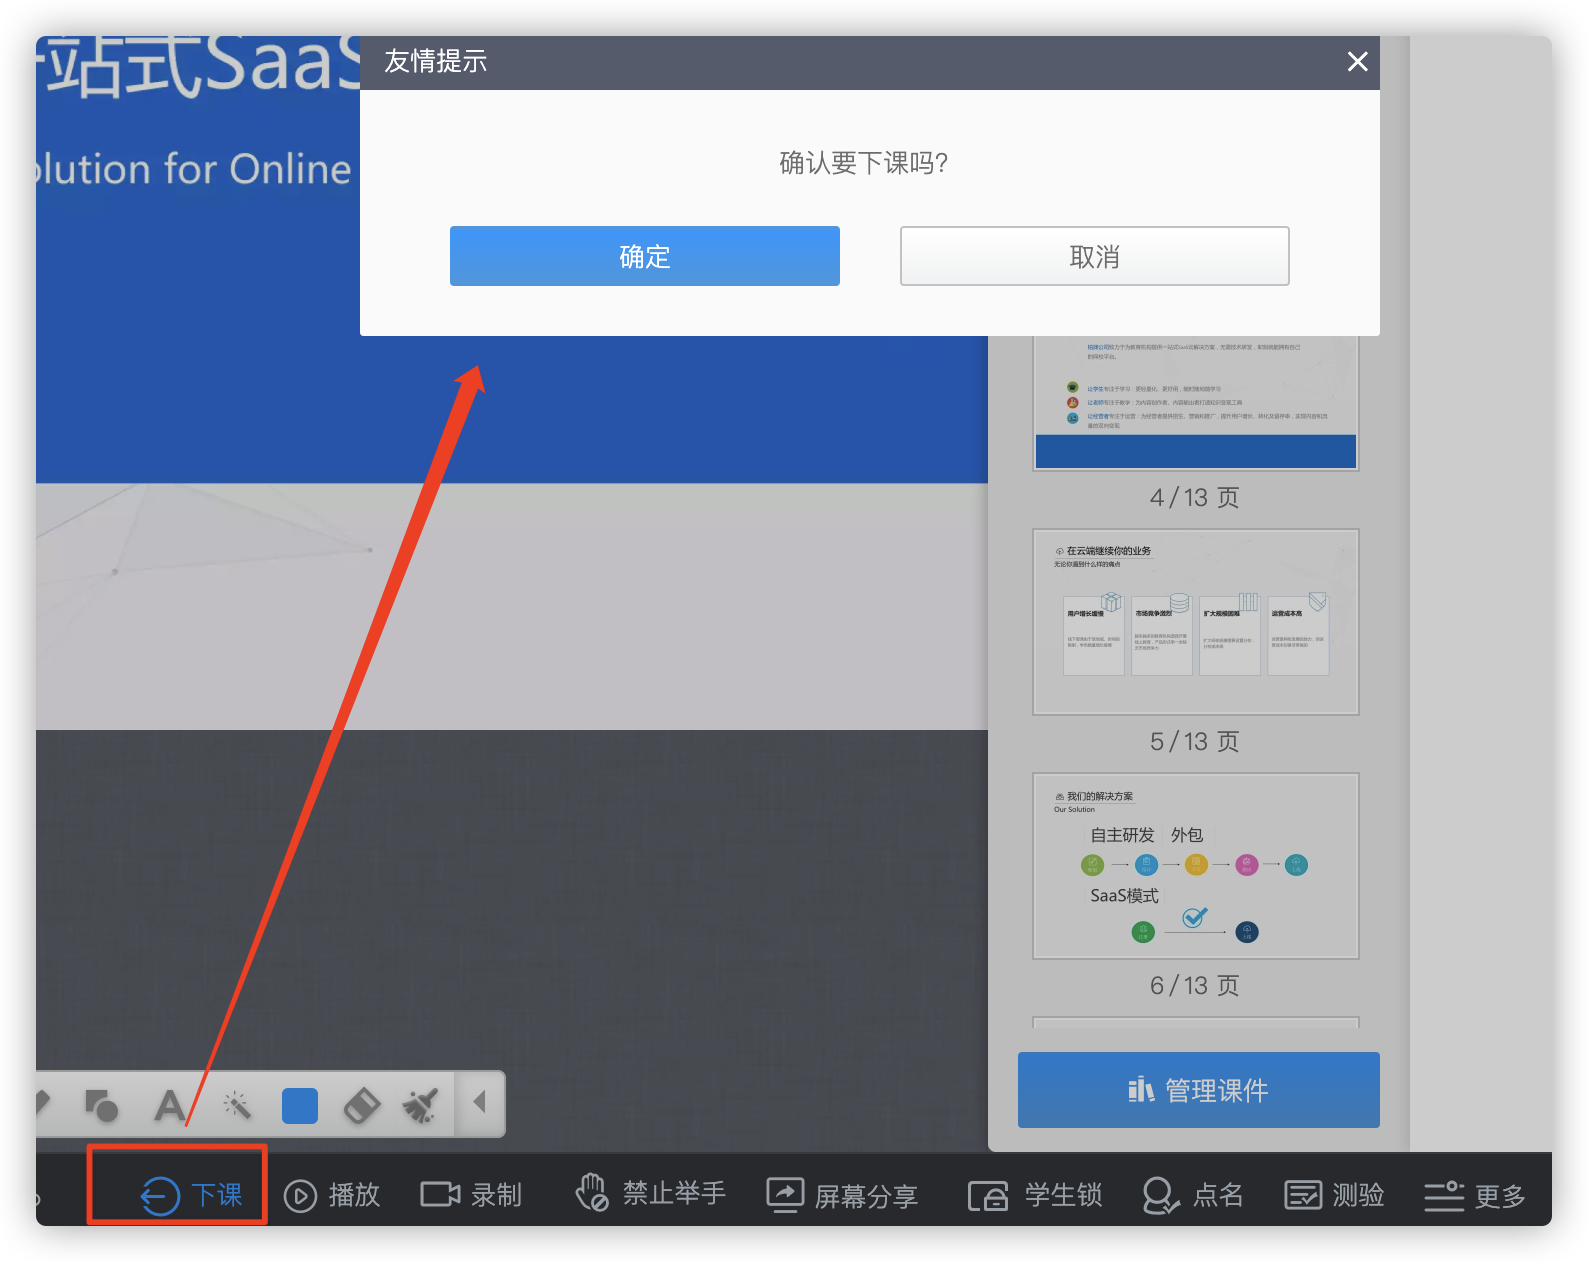 站式SaaS
友情提示
olution for Online
确认要下课吗?
确定
取消
4/13 页
在云端继续你的业务
无论你遇到什么样的痛点
用户增长缓慢
市场竞争激烈
扩大规模困难
运营成本高
5/13 页
我们的解决方案
Our Solution
自主研发 外包
SaaS模式
6/13 页
管理课件
A
下课
播放
录制
禁止举手
屏幕分享
学生锁
点名
测验
更多